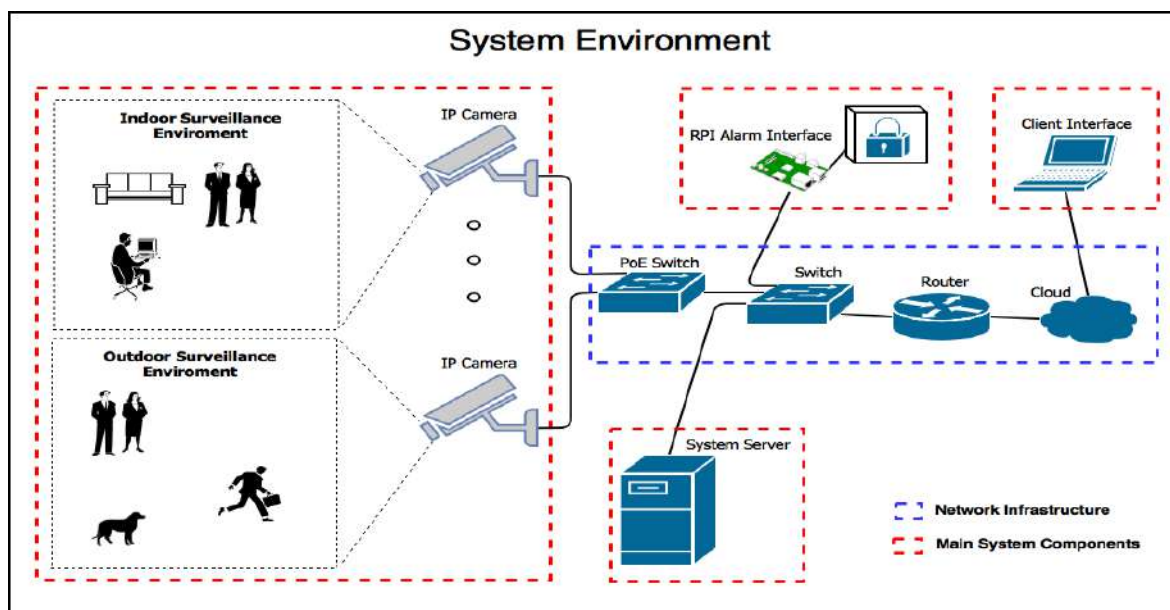 System Environment
Indoor Surveillance
Enviroment
IP Camera
RPI Alarm Interface
Client Interface
PoE Switch
Switch
Router
Cloud
Outdoor Surveillance
Enviroment
IP Camera
System Server
Network Infrastructure
Main System Components